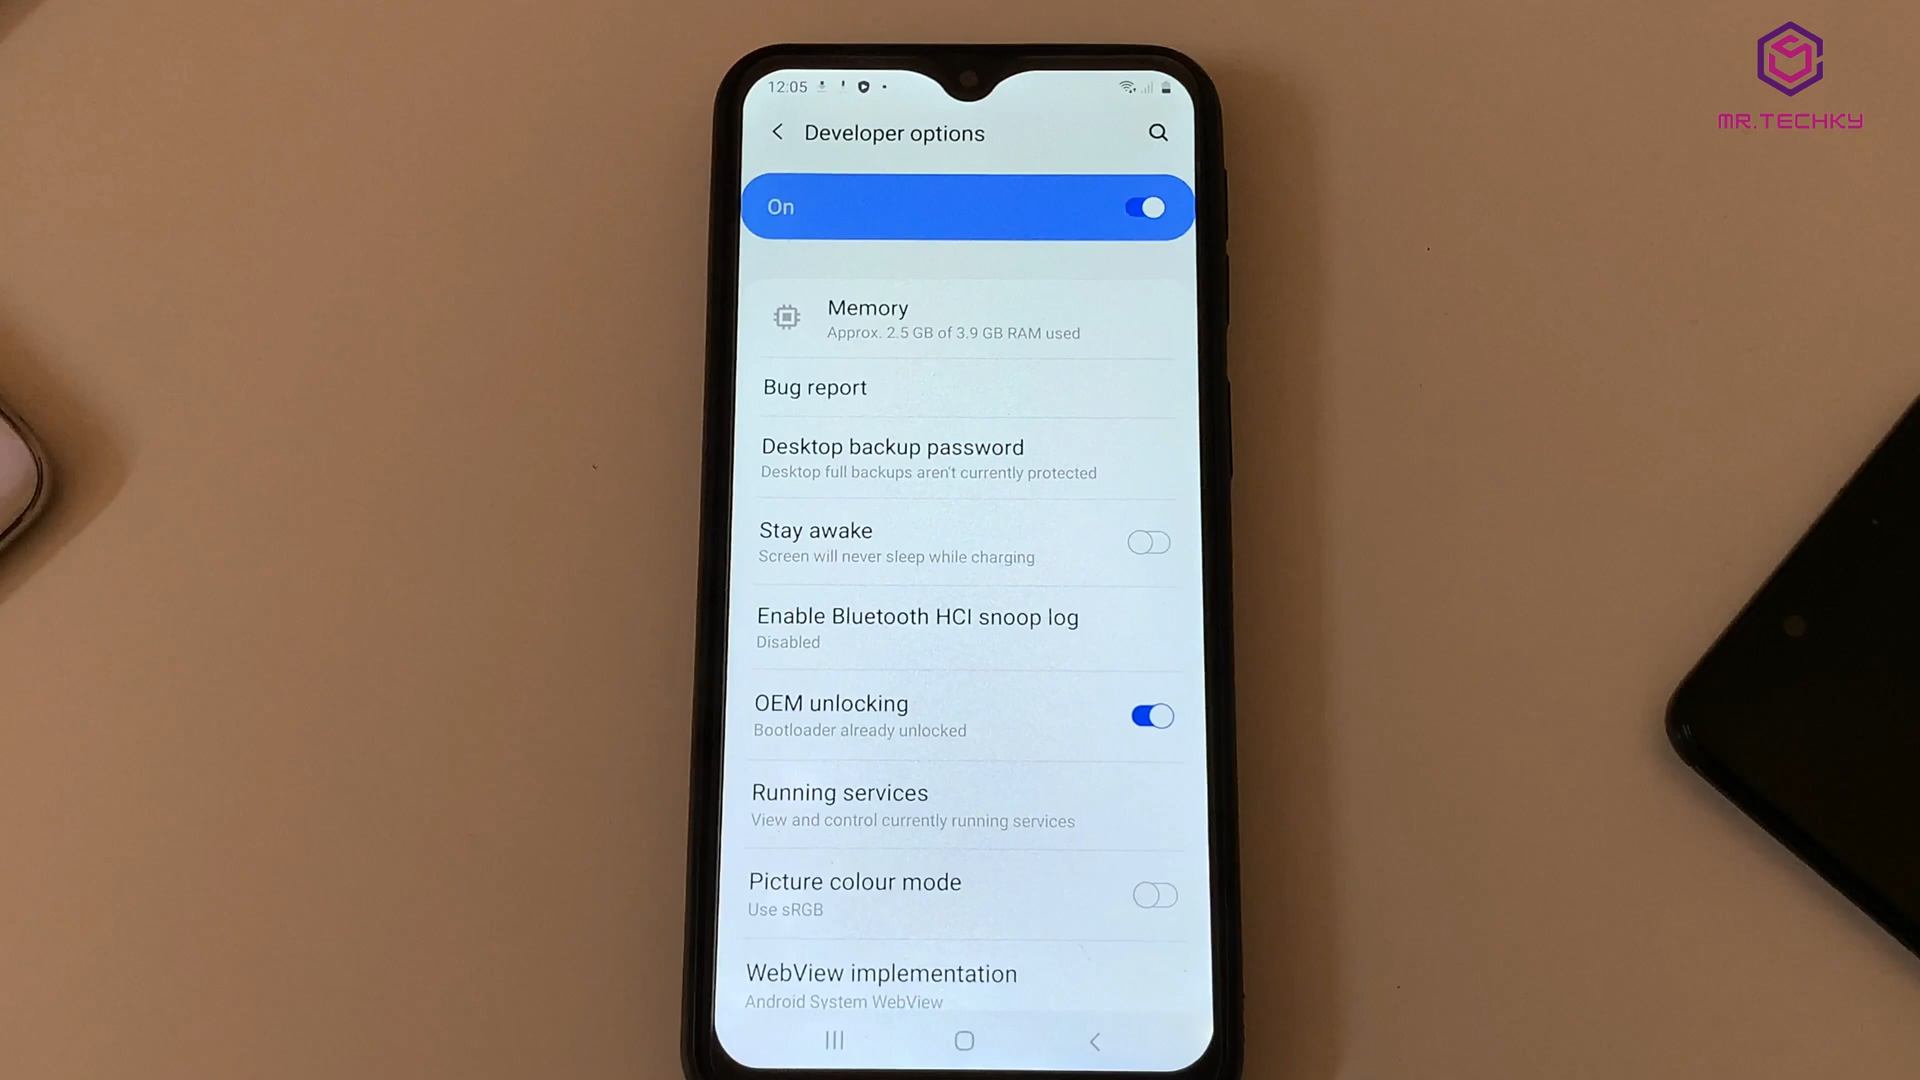 MR.TECHKY
12:05
Developer options
On
Memory
Approx. 2.5 GB of 3.9 GB RAM used
Bug report
Desktop backup password
Desktop full backups aren't currently protected
Stay awake
Screen will never sleep while charging
Enable Bluetooth HCI snoop log
Disabled
OEM unlocking
Bootloader already unlocked
Running services
View and control currently running services
Picture colour mode
Use sRGB
WebView implementation
Android System WebView